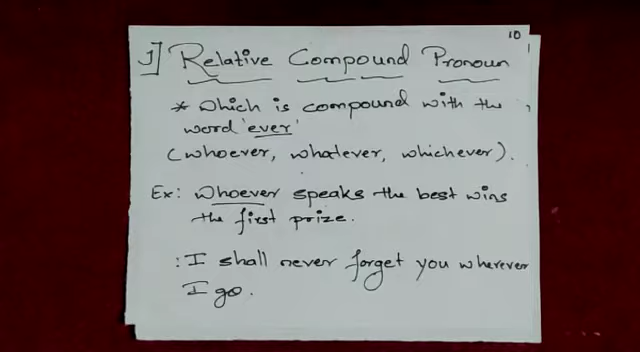 10
1] Relative Compound Pronoun
* which is compound with the
word 'ever'
(whoever, whatever, whichever).
Ex: Whoever speaks the best wins
the first prize.
: I shall never forget you wherever
I go.